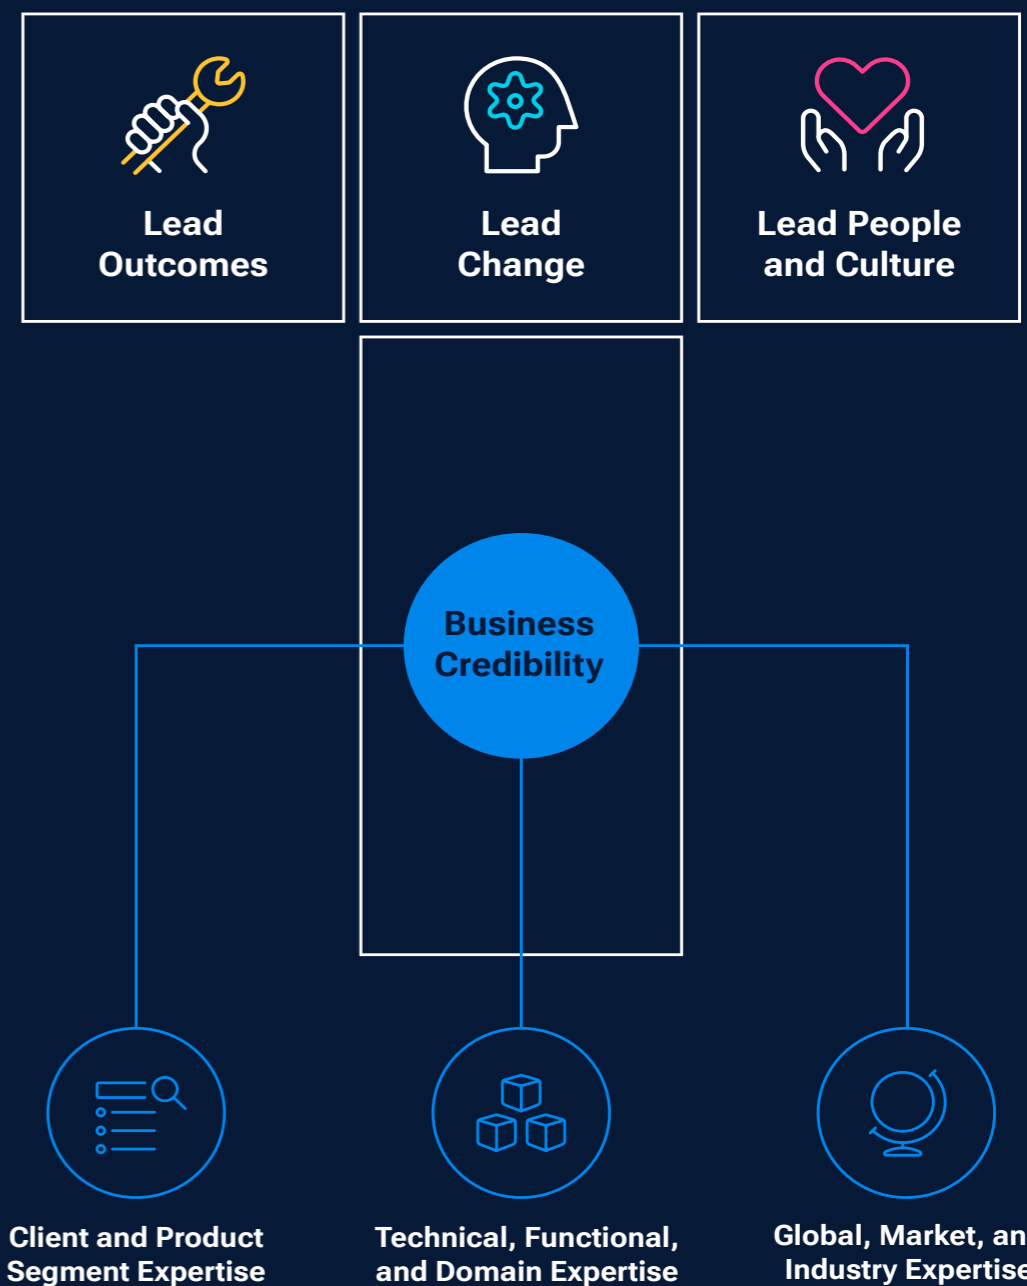 Lead
Outcomes
Lead
Change
Lead People
and Culture
Business
Credibility
Client and Product
Segment Expertise
Technical, Functional,
and Domain Expertise
Global, Market, an
Industry Expertise